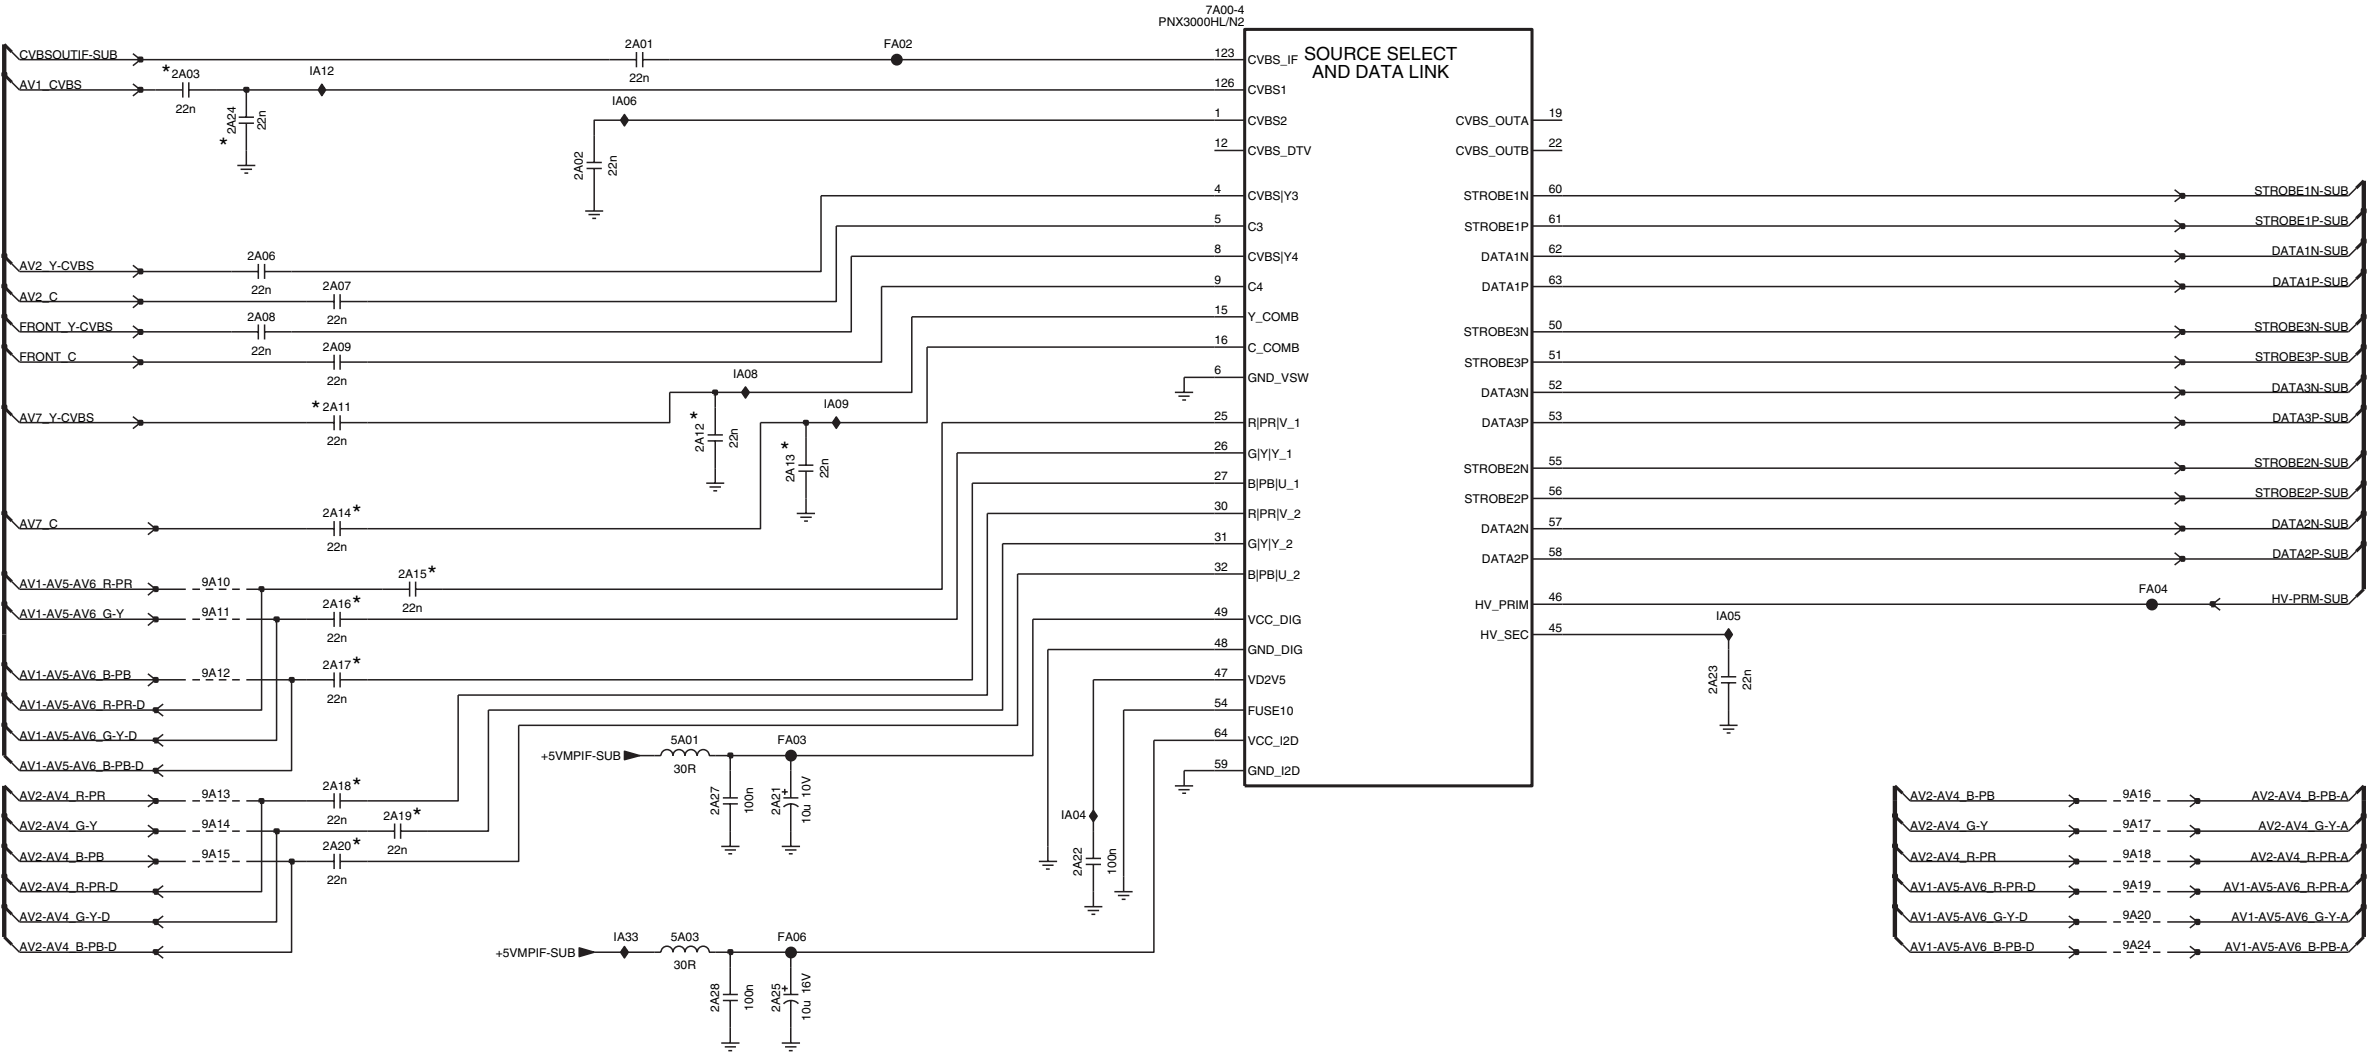 7A00-4
PNX3000HL/N2
SOURCE SELECT
AND DATA LINK
CVBSOUTIF-SUB
2A01
22n
FA02
123
CVBS_IF
AV1_CVBS
*
2A03
22n
IA12
126
CVBS1
2A24
22n
*
IA06
1
CVBS2
2A02
22n
12
CVBS_DTV
4
CVBS|Y3
5
C3
8
CVBS|Y4
9
C4
15
Y_COMB
16
C_COMB
6
GND_VSW
25
R|PR|V_1
26
G|Y|Y_1
27
B|PB|U_1
30
R|PR|V_2
31
G|Y|Y_2
32
B|PB|U_2
49
VCC_DIG
48
GND_DIG
47
VD2V5
54
FUSE10
64
VCC_I2D
59
GND_I2D
AV2_Y-CVBS
2A06
22n
AV2_C
2A07
22n
FRONT_Y-CVBS
2A08
22n
FRONT_C
2A09
22n
AV7_Y-CVBS
*
2A11
22n
IA08
*
2A12
22n
IA09
*
2A13
22n
AV7_C
2A14
*
22n
AV1-AV5-AV6_R-PR
9A10
2A15
*
22n
AV1-AV5-AV6_G-Y
9A11
2A16
*
22n
AV1-AV5-AV6_B-PB
9A12
2A17
*
22n
AV1-AV5-AV6_R-PR-D
AV1-AV5-AV6_G-Y-D
AV1-AV5-AV6_B-PB-D
AV2-AV4_R-PR
9A13
2A18
*
22n
AV2-AV4_G-Y
9A14
2A19
*
22n
AV2-AV4_B-PB
9A15
2A20
*
22n
AV2-AV4_R-PR-D
AV2-AV4_G-Y-D
AV2-AV4_B-PB-D
+5VMPIF-SUB
5A01
30R
FA03
2A27
100n
2A21
+
10u 10V
IA04
2A22
100n
+5VMPIF-SUB
IA33
5A03
30R
FA06
2A28
100n
2A25
+
10u 16V
CVBS_OUTA
19
CVBS_OUTB
22
STROBE1N
60
STROBE1N-SUB
STROBE1P
61
STROBE1P-SUB
DATA1N
62
DATA1N-SUB
DATA1P
63
DATA1P-SUB
STROBE3N
50
STROBE3N-SUB
STROBE3P
51
STROBE3P-SUB
DATA3N
52
DATA3N-SUB
DATA3P
53
DATA3P-SUB
STROBE2N
55
STROBE2N-SUB
STROBE2P
56
STROBE2P-SUB
DATA2N
57
DATA2N-SUB
DATA2P
58
DATA2P-SUB
HV_PRIM
46
FA04
HV-PRM-SUB
HV_SEC
45
IA05
2A23
22n
AV2-AV4_B-PB
9A16
AV2-AV4_B-PB-A
AV2-AV4_G-Y
9A17
AV2-AV4_G-Y-A
AV2-AV4_R-PR
9A18
AV2-AV4_R-PR-A
AV1-AV5-AV6_R-PR-D
9A19
AV1-AV5-AV6_R-PR-A
AV1-AV5-AV6_G-Y-D
9A20
AV1-AV5-AV6_G-Y-A
AV1-AV5-AV6_B-PB-D
9A24
AV1-AV5-AV6_B-PB-A